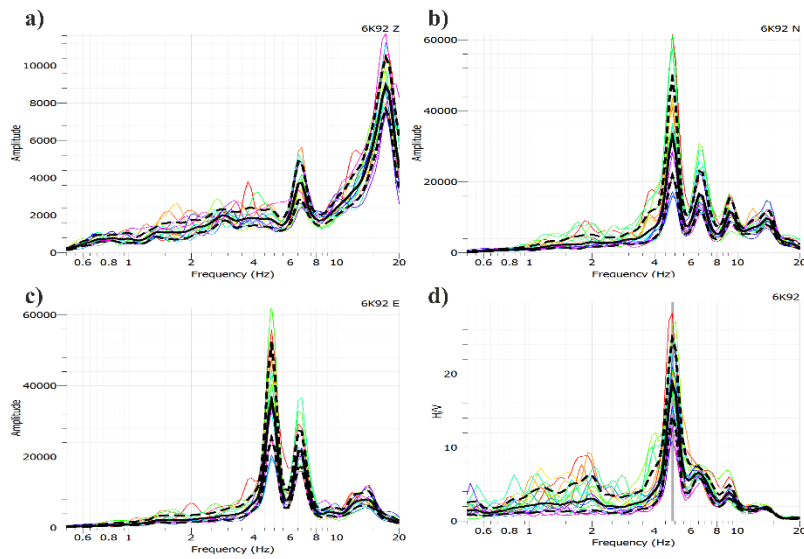 a)
6K92 Z
10000
8000
6000
4000
2000
0
Amplitude
0.6 0.8 1 2 4 6 8 10 20
Frequency (Hz)
b)
6K92 N
60000
40000
20000
0
Amplitude
0.6 0.8 1 2 4 6 8 10 20
Frequency (Hz)
c)
6K92 E
60000
40000
20000
0
Amplitude
0.6 0.8 1 2 4 6 8 10 20
Frequency (Hz)
d)
6K92
20
10
0
H/V
0.6 0.8 1 2 4 6 8 10 20
Frequency (Hz)